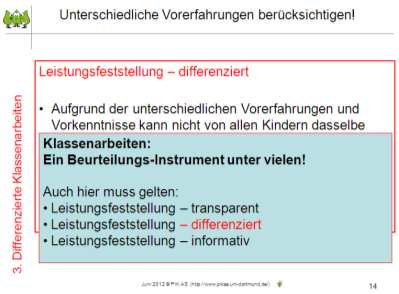 Unterschiedliche Vorerfahrungen berücksichtigen!
3. Differenzierte Klassenarbeiten
Leistungsfeststellung – differenziert
• Aufgrund der unterschiedlichen Vorerfahrungen und
Vorkenntnisse kann nicht von allen Kindern dasselbe
Klassenarbeiten:
Ein Beurteilungs-Instrument unter vielen!
Auch hier muss gelten:
• Leistungsfeststellung – transparent
• Leistungsfeststellung – differenziert
• Leistungsfeststellung – informativ
Juni 2012 © PIK AS (http://www.pikas.uni-dortmund.de/)
14